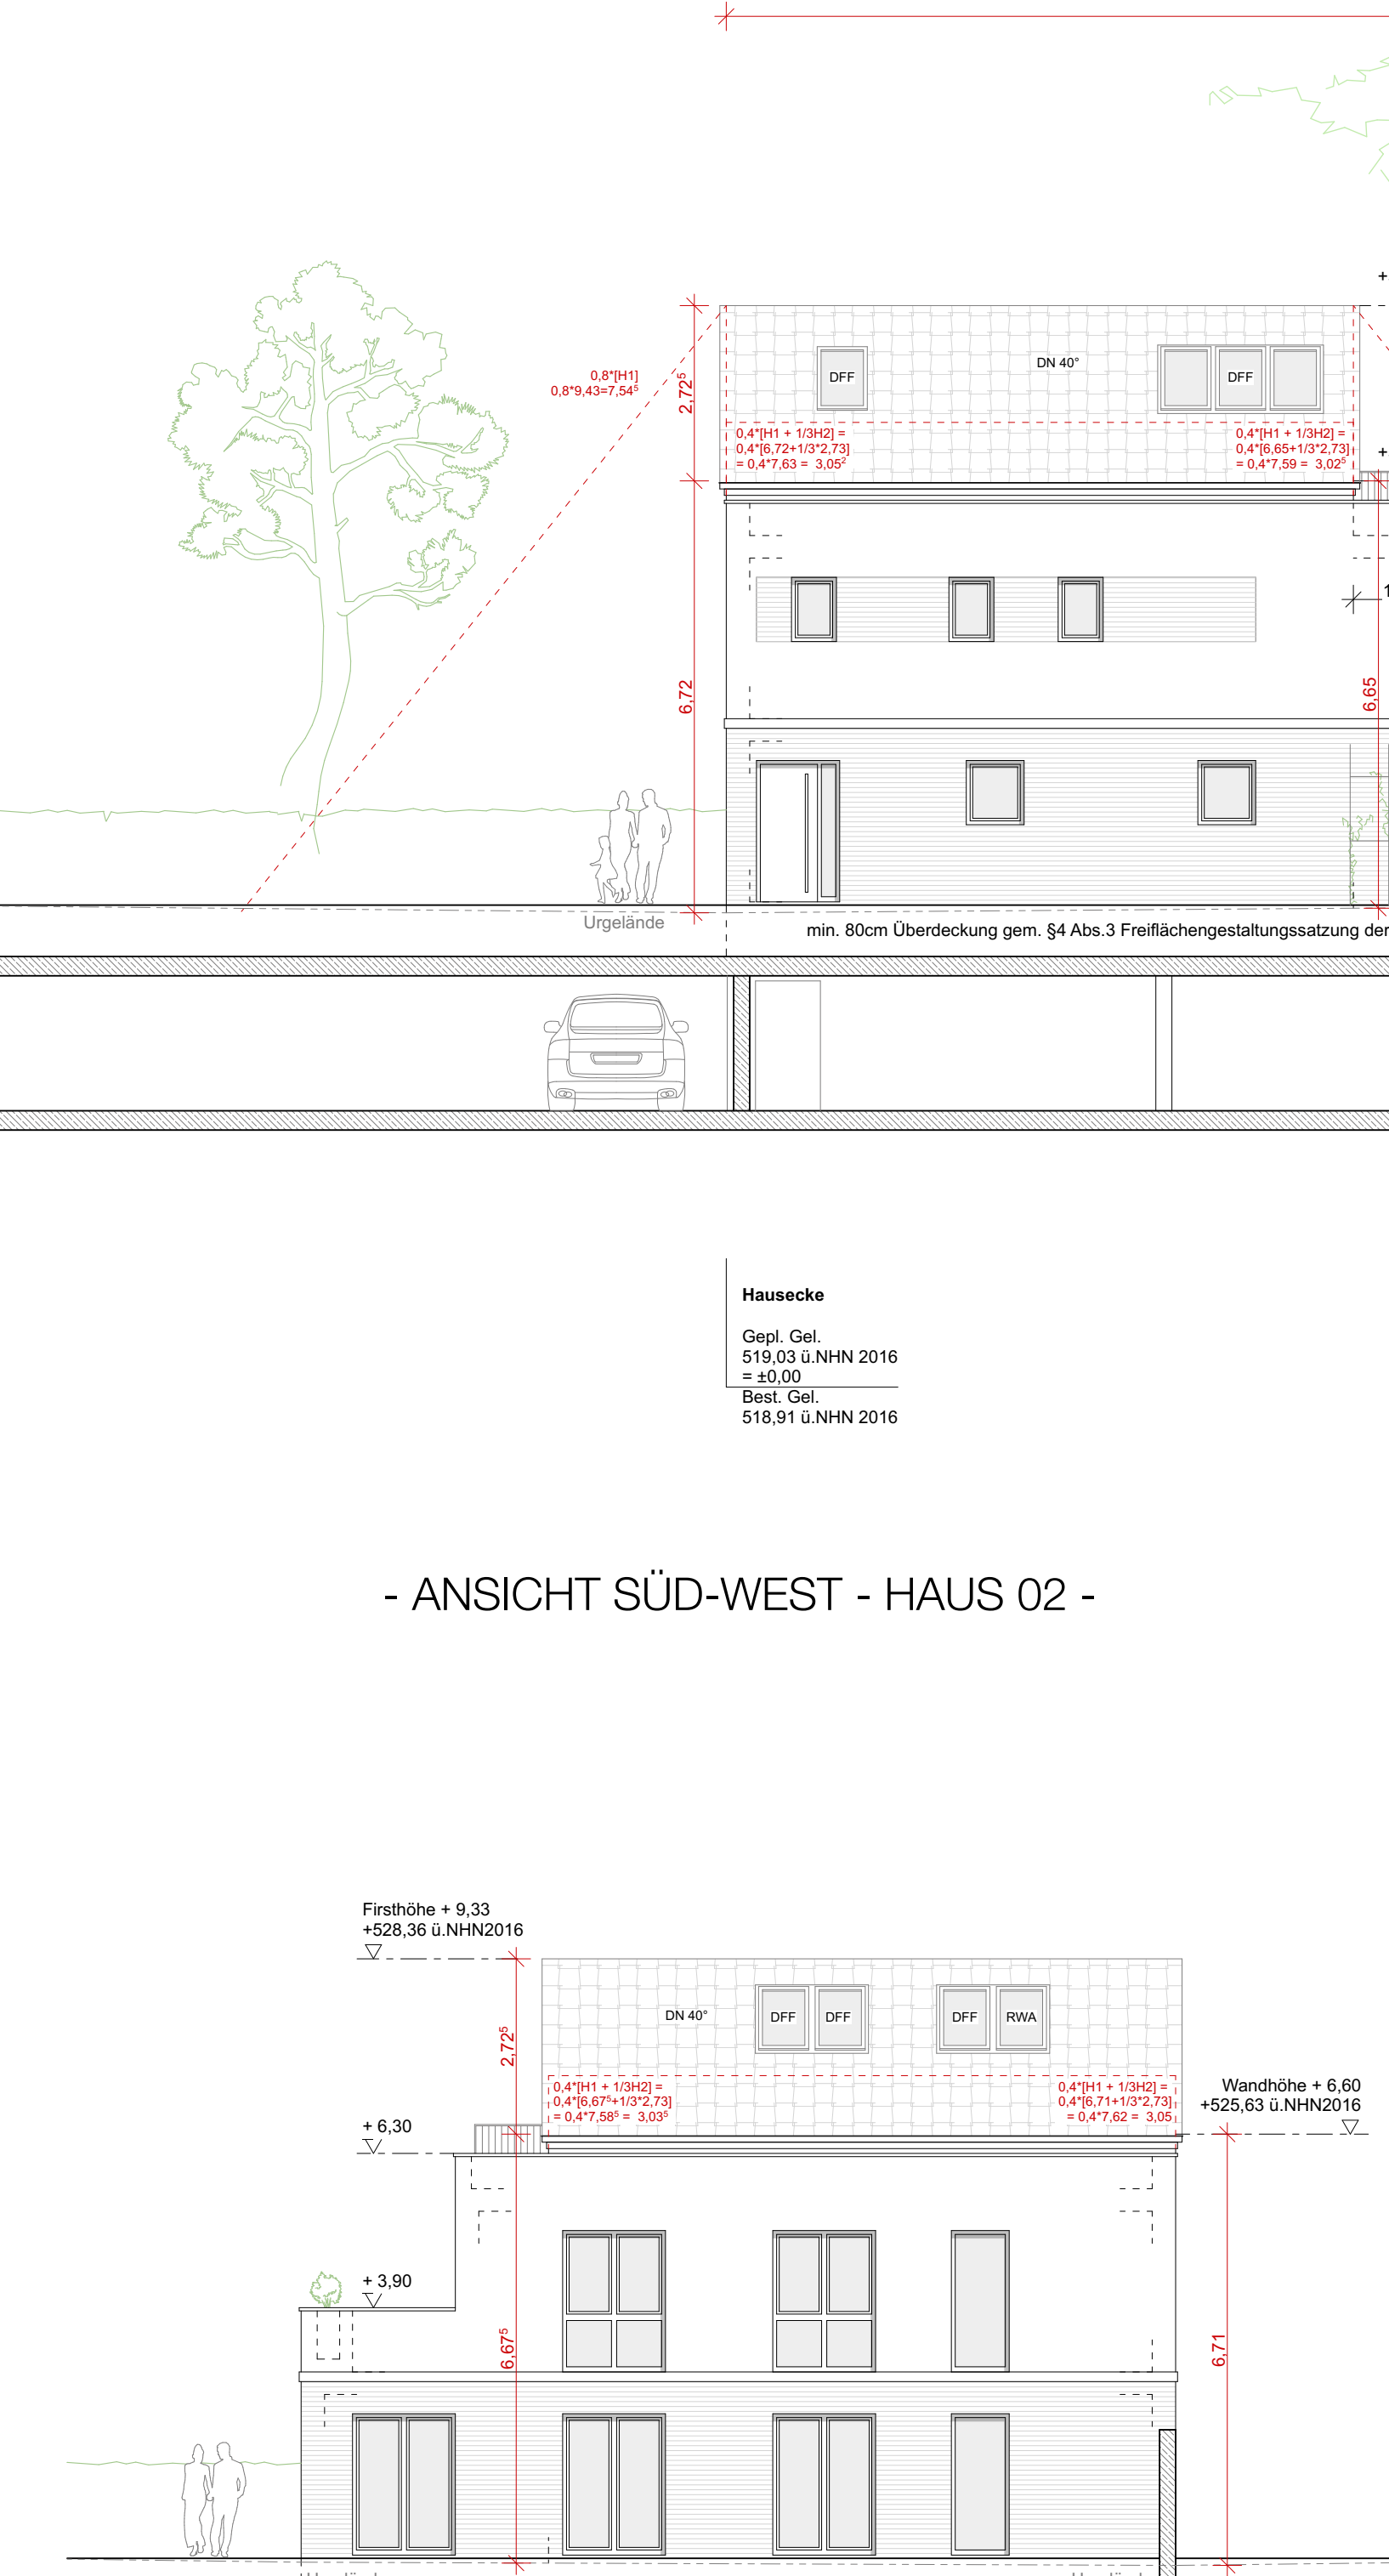 0,8*[H1]
0,8*9,43=7,54⁵
2,72⁵
DFF
DN 40°
DFF
0,4*[H1 + 1/3H2] =
0,4*[6,72+1/3*2,73]
= 0,4*7,63 = 3,05²
0,4*[H1 + 1/3H2] =
0,4*[6,65+1/3*2,73]
= 0,4*7,59 = 3,02⁵
6,72
6,65
Urgelände
min. 80cm Überdeckung gem. §4 Abs.3 Freiflächengestaltungssatzung der
Hausecke
Gepl. Gel.
519,03 ü.NHN 2016
= ±0,00
Best. Gel.
518,91 ü.NHN 2016
- ANSICHT SÜD-WEST - HAUS 02 -
Firsthöhe + 9,33
+528,36 ü.NHN2016
2,72⁵
DN 40°
DFF
DFF
DFF
RWA
0,4*[H1 + 1/3H2] =
0,4*[6,67⁵+1/3*2,73]
= 0,4*7,58⁵ = 3,03⁵
0,4*[H1 + 1/3H2] =
0,4*[6,71+1/3*2,73]
= 0,4*7,62 = 3,05
Wandhöhe + 6,60
+525,63 ü.NHN2016
+ 6,30
+ 3,90
6,67⁵
6,71